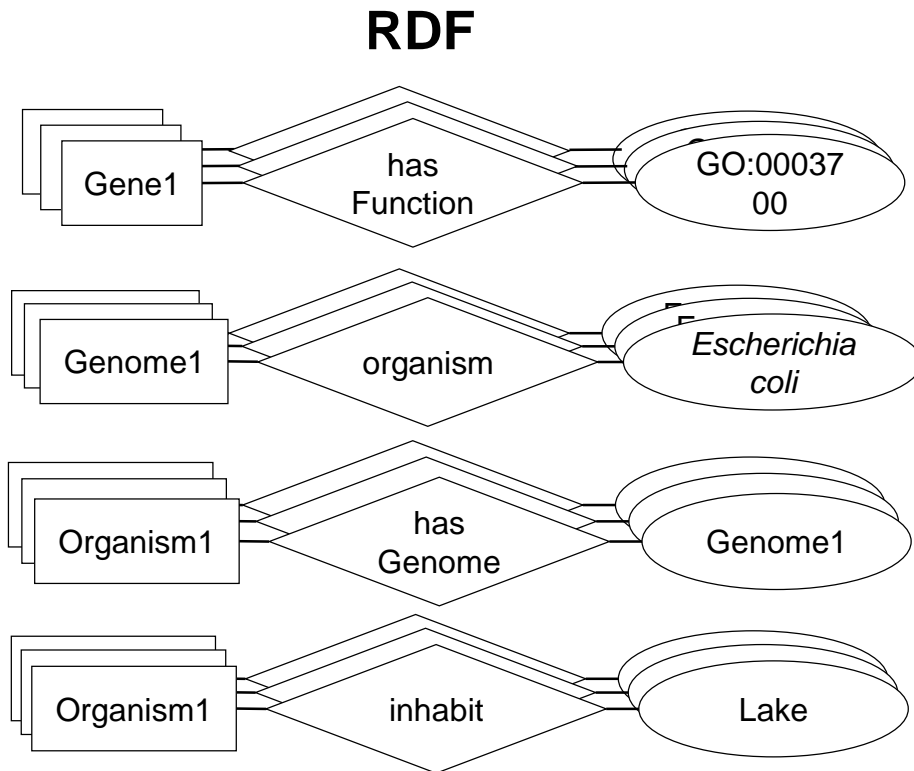 RDF
Gene1
has
Function
GO:00037
00
Genome1
organism
Escherichia
coli
Organism1
has
Genome
Genome1
Organism1
inhabit
Lake